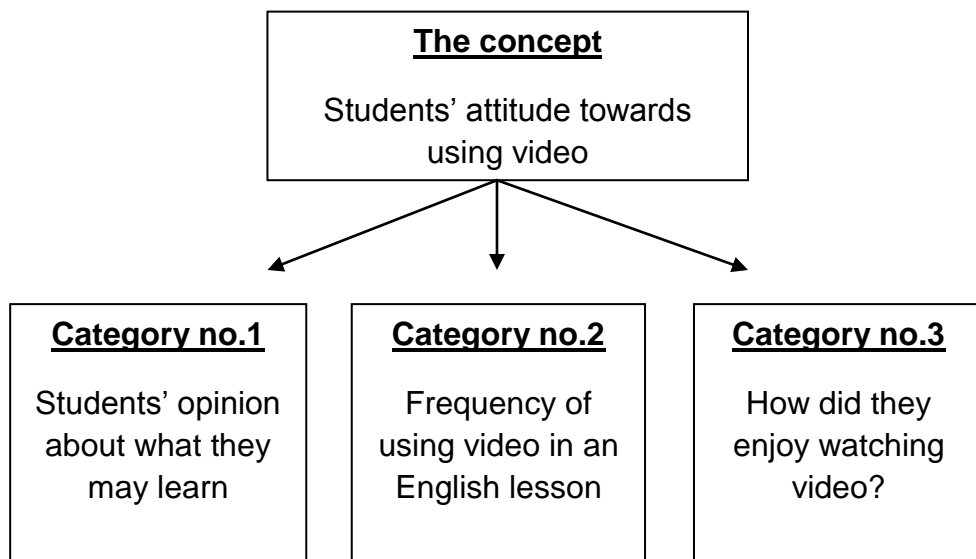 The concept
Students’ attitude towards
using video
Category no.1
Students’ opinion
about what they
may learn
Category no.2
Frequency of
using video in an
English lesson
Category no.3
How did they
enjoy watching
video?